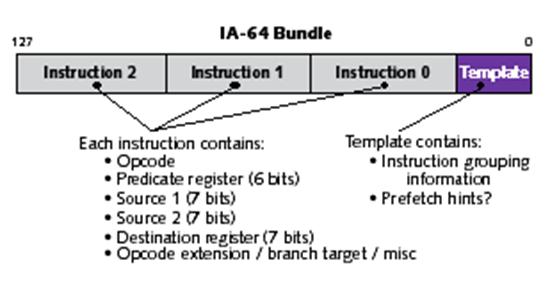 IA-64 Bundle
127 0
Instruction 2 Instruction 1 Instruction 0 Template
Each instruction contains:
• Opcode
• Predicate register (6 bits)
• Source 1 (7 bits)
• Source 2 (7 bits)
• Destination register (7 bits)
• Opcode extension / branch target / misc
Template contains:
• Instruction grouping
information
• Prefetch hints?